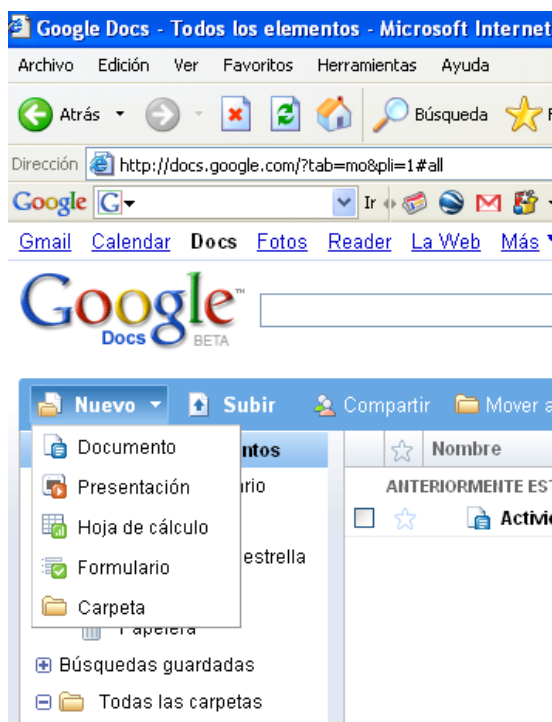 Google Docs - Todos los elementos - Microsoft Internet
Archivo Edición Ver Favoritos Herramientas Ayuda
Atrás Búsqueda
Dirección http://docs.google.com/?tab=mo&pli=1#all
Google G Ir
Gmail Calendar Docs Fotos Reader La Web Más
Google™
Docs BETA
Nuevo Subir Compartir Mover a
Documento
Presentación
Hoja de cálculo
Formulario
Carpeta
estrella
Papelera
Búsquedas guardadas
Todas las carpetas
Nombre
ANTERIORMENTE